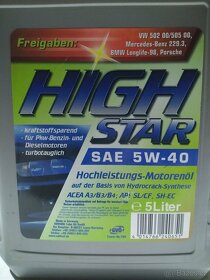 Freigaben:
VW 502 00/505 00,
Mercedes-Benz 229.3,
BMW Longlife-98, Porsche
HIGH
STAR
- kraftstoffsparend
- für Pkw-Benzin- und
Dieselmotoren
- turbotauglich
SAE 5W-40
Hochleistungs-Motorenöl
auf der Basis von Hydrocrack-Synthese
ACEA A3/B3/B4, API SL/CF, SH-EC
e 5Liter